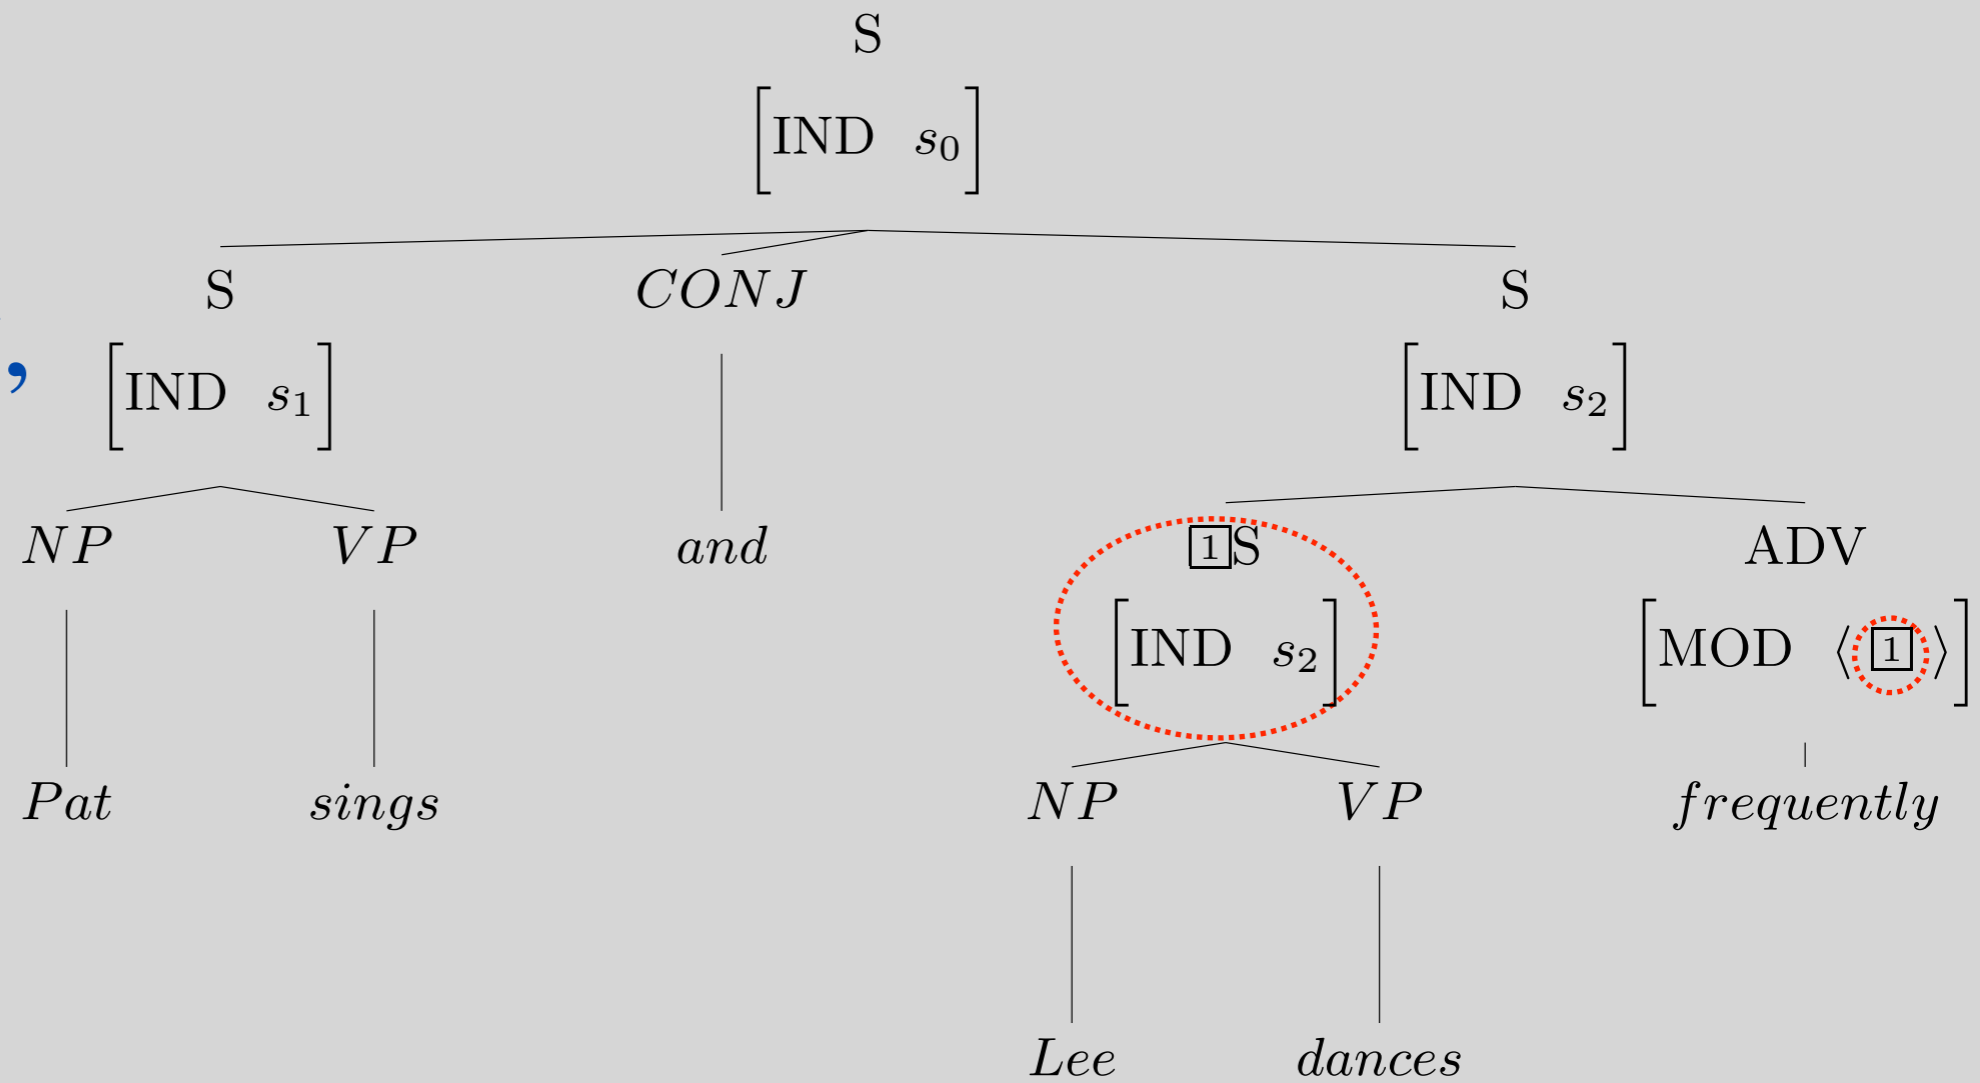 S
[IND s₀]
S CONJ S
, [IND s₁] [IND s₂]
NP VP and 1S ADV
[IND s₂] [MOD ⟨ 1 ⟩]
Pat sings NP VP frequently
Lee dances